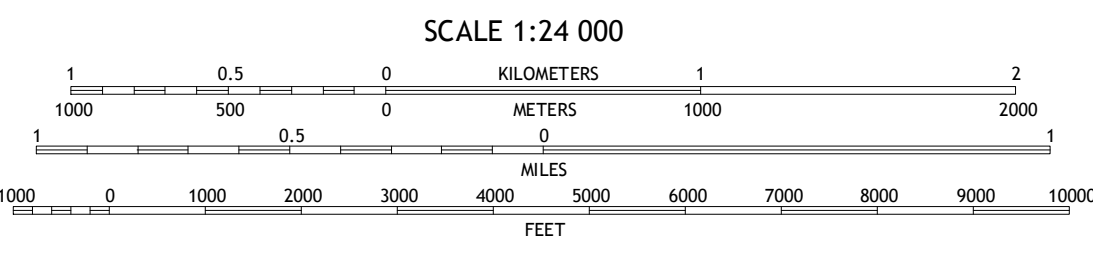 SCALE 1:24 000
1 0.5 0 KILOMETERS 1 2
1000 500 0 METERS 1000 2000
1 0.5 0 1
MILES
1000 0 1000 2000 3000 4000 5000 6000 7000 8000 9000 10000
FEET